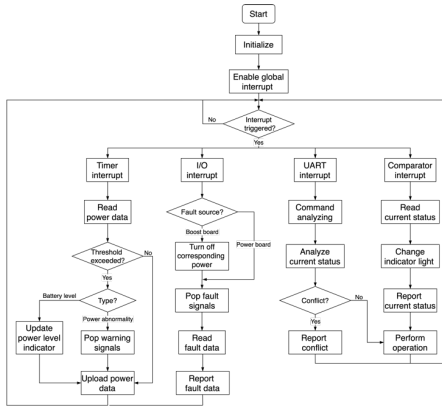 Start
Initialize
Enable global
interrupt
Interrupt
triggered?
No
Yes
Timer
interrupt
I/O
interrupt
UART
interrupt
Comparator
interrupt
Read
power data
Fault source?
Command
analyzing
Read
current status
Boost board
Power board
Threshold
exceeded?
No
Yes
Turn off
corresponding
power
Analyze
current status
Change
indicator light
Battery level
Type?
Power abnormality
Pop fault
signals
Conflict?
No
Yes
Report
current status
Update
power level
indicator
Pop warning
signals
Read
fault data
Report
conflict
Perform
operation
Upload power
data
Report
fault data